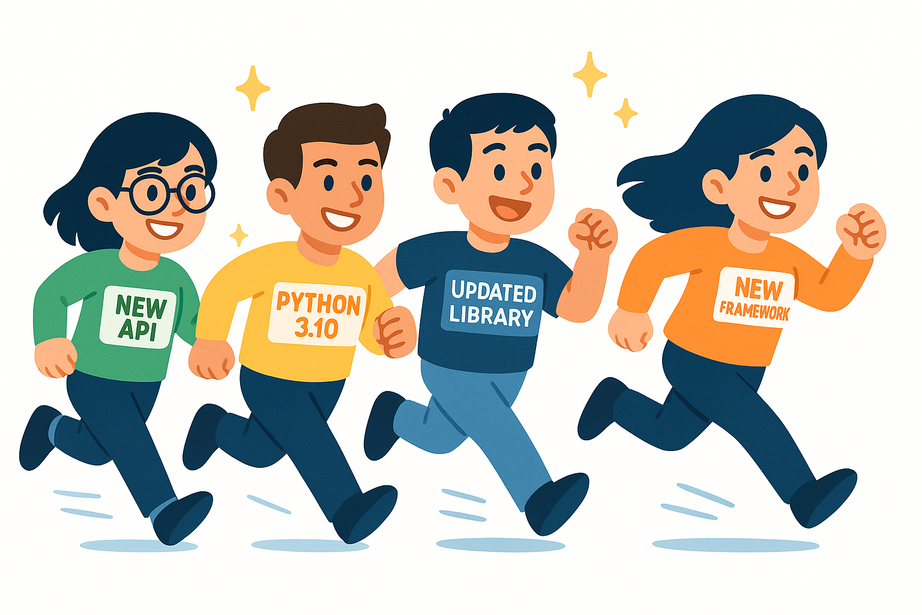 NEW
API
PYTHON
3.10
UPDATED
LIBRARY
NEW
FRAMEWORK